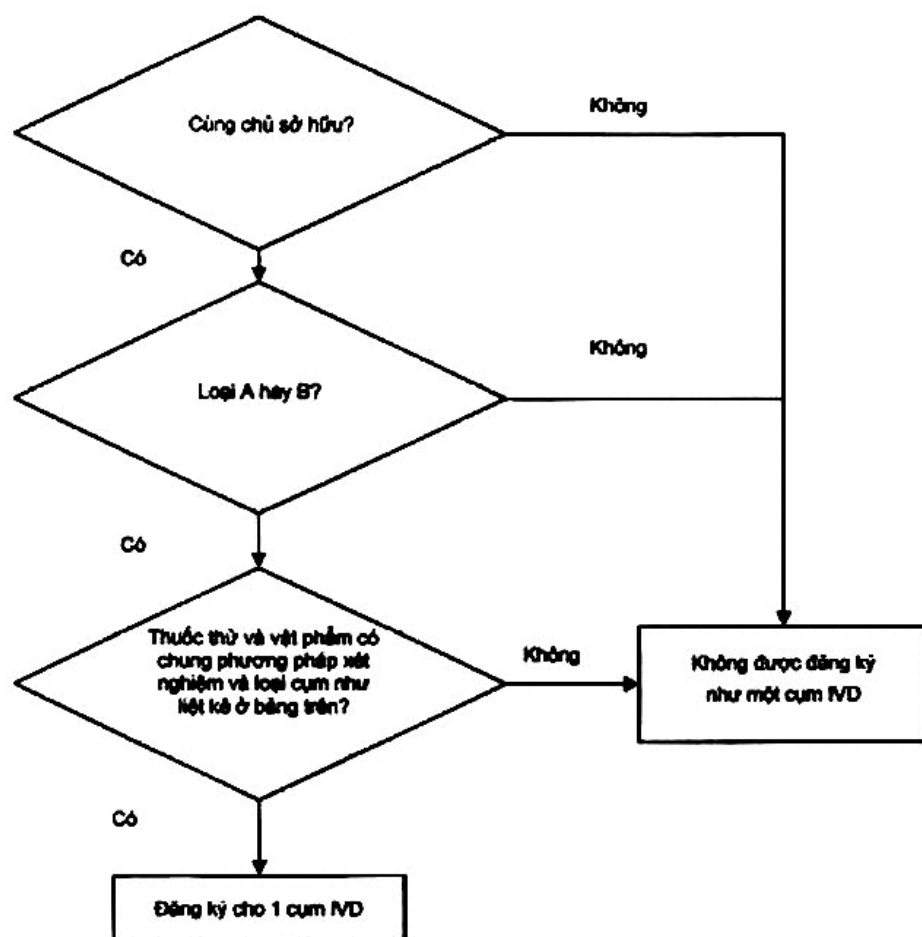 Cùng chủ sở hữu?
Không
Có
Loại A hay B?
Không
Có
Thuốc thử và vật phẩm có
chung phương pháp xét
nghiệm và loại cụm như
liệt kê ở bảng trên?
Không
Không được đăng ký
như một cụm IVD
Có
Đăng ký cho 1 cụm IVD